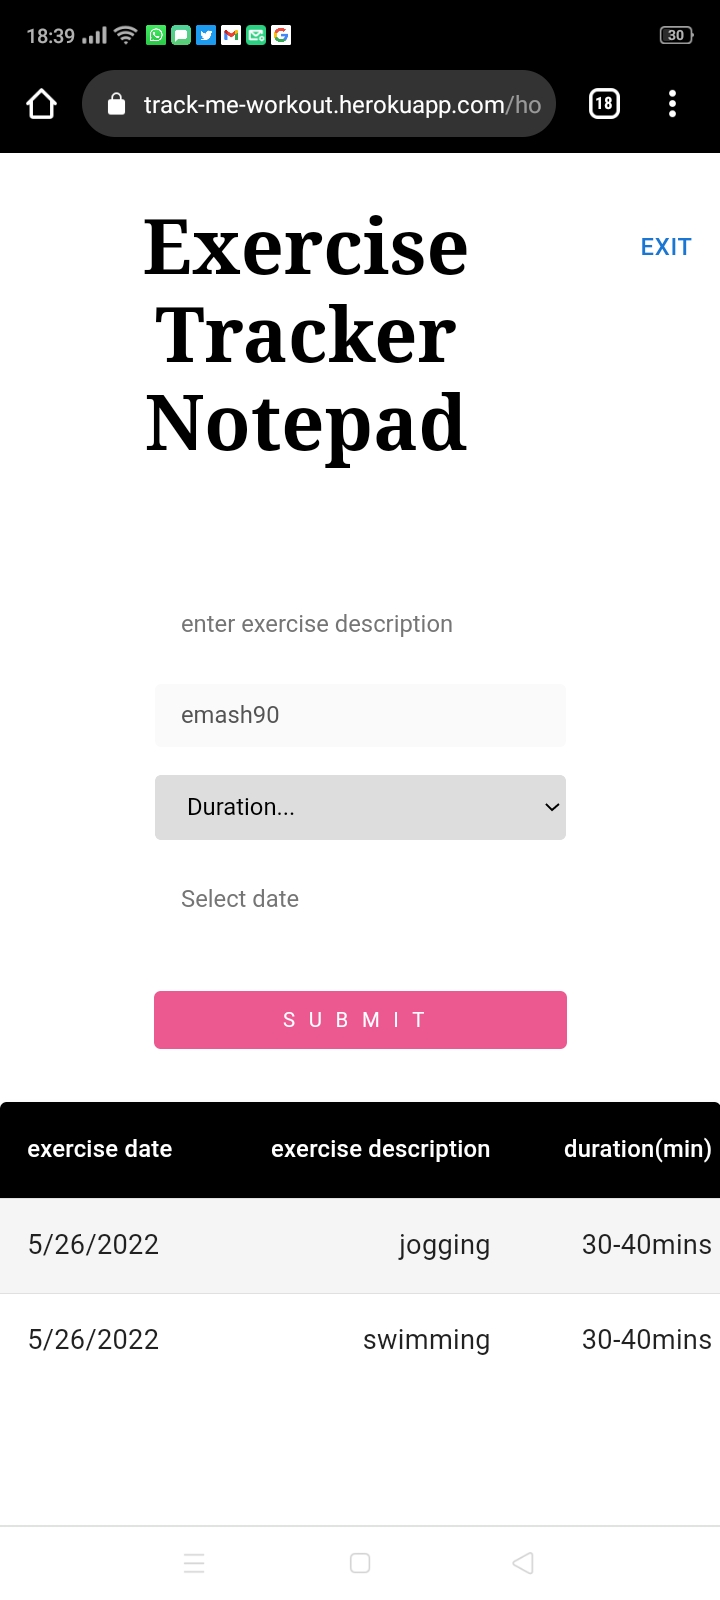 18:39
30
track-me-workout.herokuapp.com/ho
18
Exercise
Tracker
Notepad
EXIT
enter exercise description
emash90
Duration...
Select date
SUBMIT
exercise date exercise description duration(min)
5/26/2022 jogging 30-40mins
5/26/2022 swimming 30-40mins